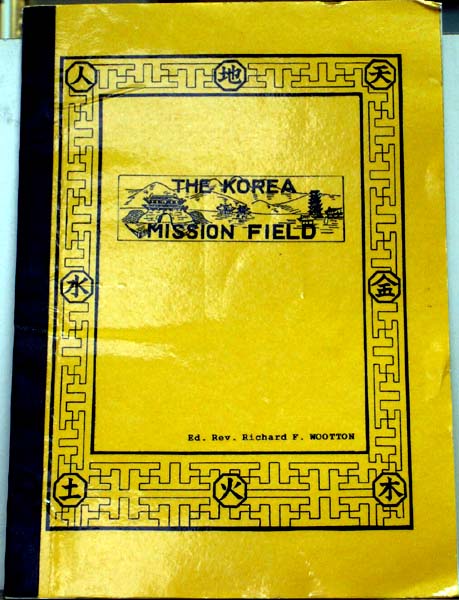 人 地 天
THE KOREA
MISSION FIELD
水 金
Ed. Rev. Richard F. WOOTTON
土 火 木